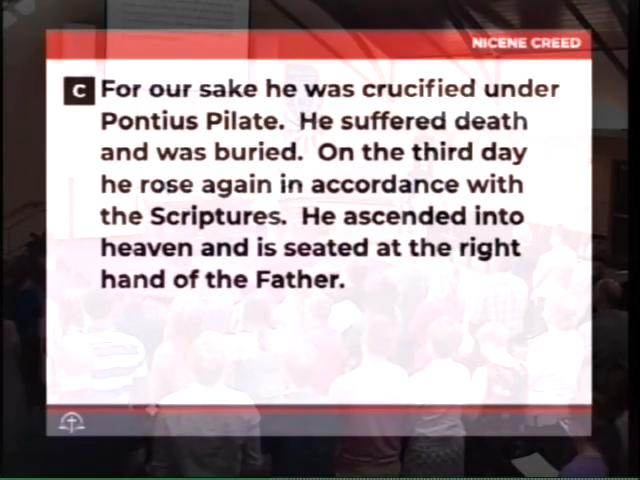 NICENE CREED
C For our sake he was crucified under
Pontius Pilate. He suffered death
and was buried. On the third day
he rose again in accordance with
the Scriptures. He ascended into
heaven and is seated at the right
hand of the Father.